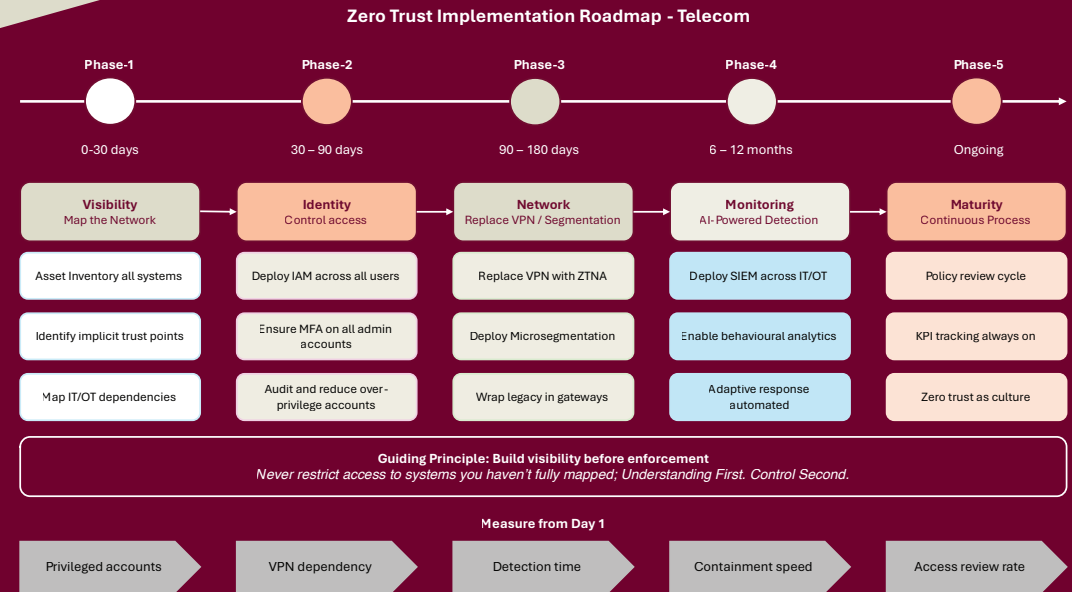 Zero Trust Implementation Roadmap - Telecom
Phase-1
Phase-2
Phase-3
Phase-4
Phase-5
0-30 days
30 – 90 days
90 – 180 days
6 – 12 months
Ongoing
Visibility
Map the Network
Identity
Control access
Network
Replace VPN / Segmentation
Monitoring
AI-Powered Detection
Maturity
Continuous Process
Asset Inventory all systems
Deploy IAM across all users
Replace VPN with ZTNA
Deploy SIEM across IT/OT
Policy review cycle
Identify implicit trust points
Ensure MFA on all admin
accounts
Deploy Microsegmentation
Enable behavioural analytics
KPI tracking always on
Map IT/OT dependencies
Audit and reduce over-
privilege accounts
Wrap legacy in gateways
Adaptive response
automated
Zero trust as culture
Guiding Principle: Build visibility before enforcement
Never restrict access to systems you haven’t fully mapped; Understanding First. Control Second.
Measure from Day 1
Privileged accounts
VPN dependency
Detection time
Containment speed
Access review rate